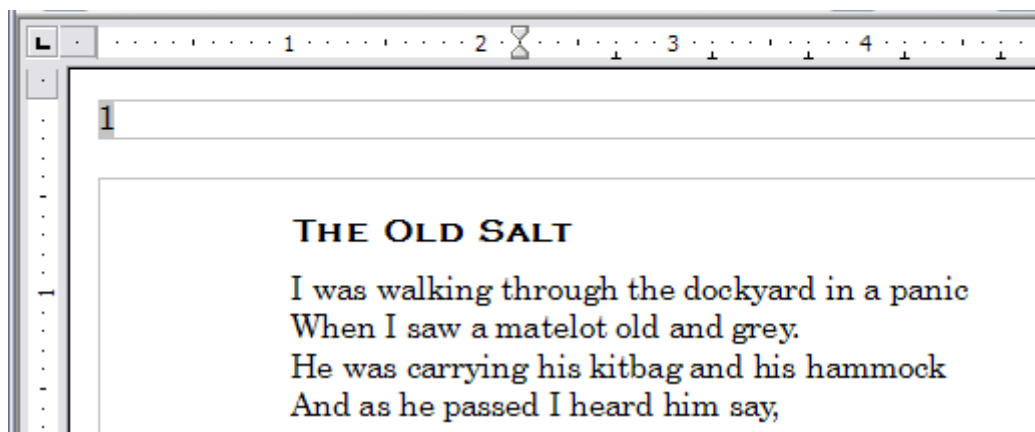 1 2 3 4
1
1
The Old Salt
I was walking through the dockyard in a panic
When I saw a matelot old and grey.
He was carrying his kitbag and his hammock
And as he passed I heard him say,